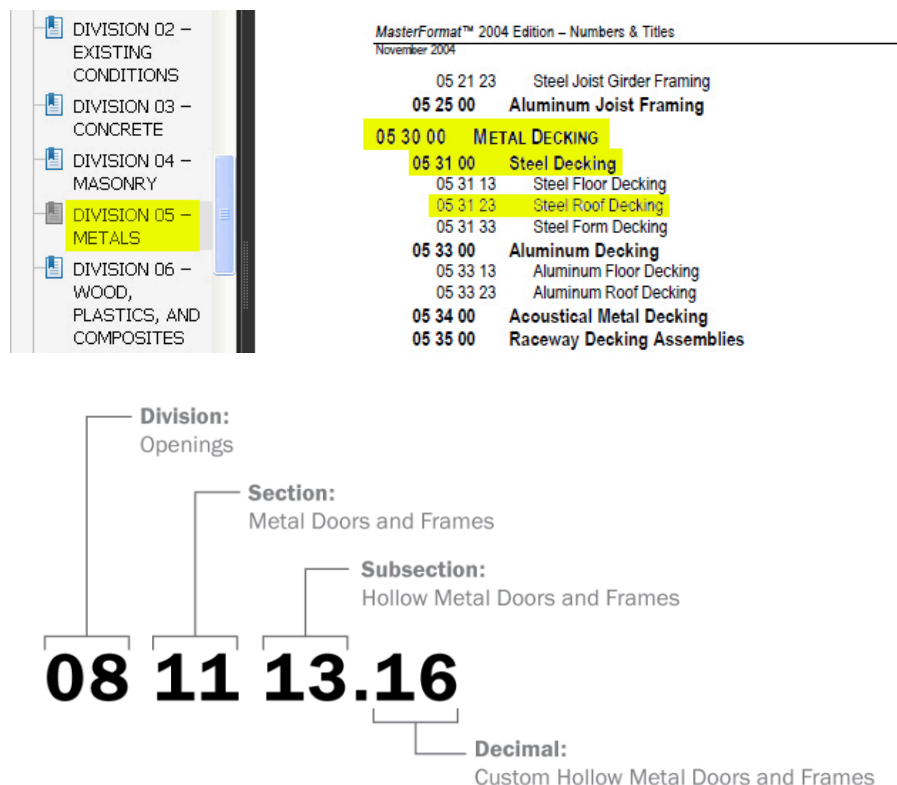 DIVISION 02 –
EXISTING
CONDITIONS
DIVISION 03 –
CONCRETE
DIVISION 04 –
MASONRY
DIVISION 05 –
METALS
DIVISION 06 –
WOOD,
PLASTICS, AND
COMPOSITES
MasterFormat™ 2004 Edition – Numbers & Titles
November 2004
05 21 23 Steel Joist Girder Framing
05 25 00 Aluminum Joist Framing
05 30 00 METAL DECKING
05 31 00 Steel Decking
05 31 13 Steel Floor Decking
05 31 23 Steel Roof Decking
05 31 33 Steel Form Decking
05 33 00 Aluminum Decking
05 33 13 Aluminum Floor Decking
05 33 23 Aluminum Roof Decking
05 34 00 Acoustical Metal Decking
05 35 00 Raceway Decking Assemblies
Division:
Openings
Section:
Metal Doors and Frames
Subsection:
Hollow Metal Doors and Frames
08 11 13.16
Decimal:
Custom Hollow Metal Doors and Frames